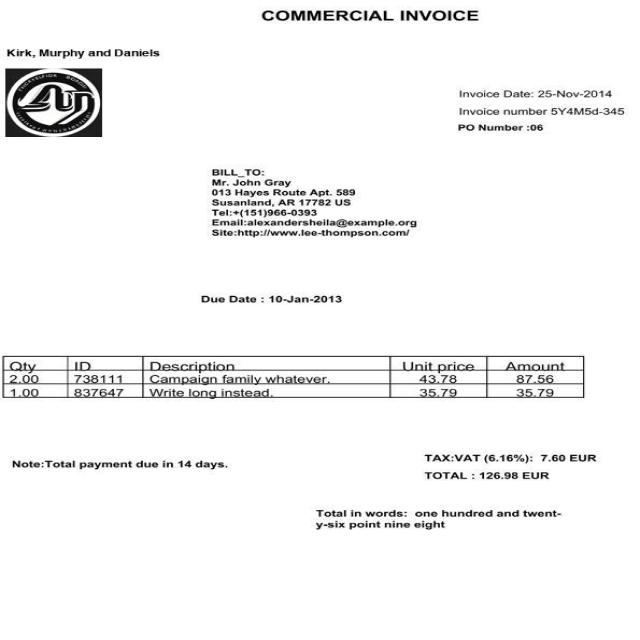 COMMERCIAL INVOICE
Kirk, Murphy and Daniels
Invoice Date: 25-Nov-2014
Invoice number 5Y4M5d-345
PO Number :06
BILL_TO:
Mr. John Gray
013 Hayes Route Apt. 589
Susanland, AR 17782 US
Tel:+(151)966-0393
Email:alexandersheila@example.org
Site:http://www.lee-thompson.com/
Due Date : 10-Jan-2013
Qty ID Description Unit price Amount
2.00 738111 Campaign family whatever. 43.78 87.56
1.00 837647 Write long instead. 35.79 35.79
TAX:VAT (6.16%): 7.60 EUR
Note:Total payment due in 14 days.
TOTAL : 126.98 EUR
Total in words: one hundred and twent-
y-six point nine eight